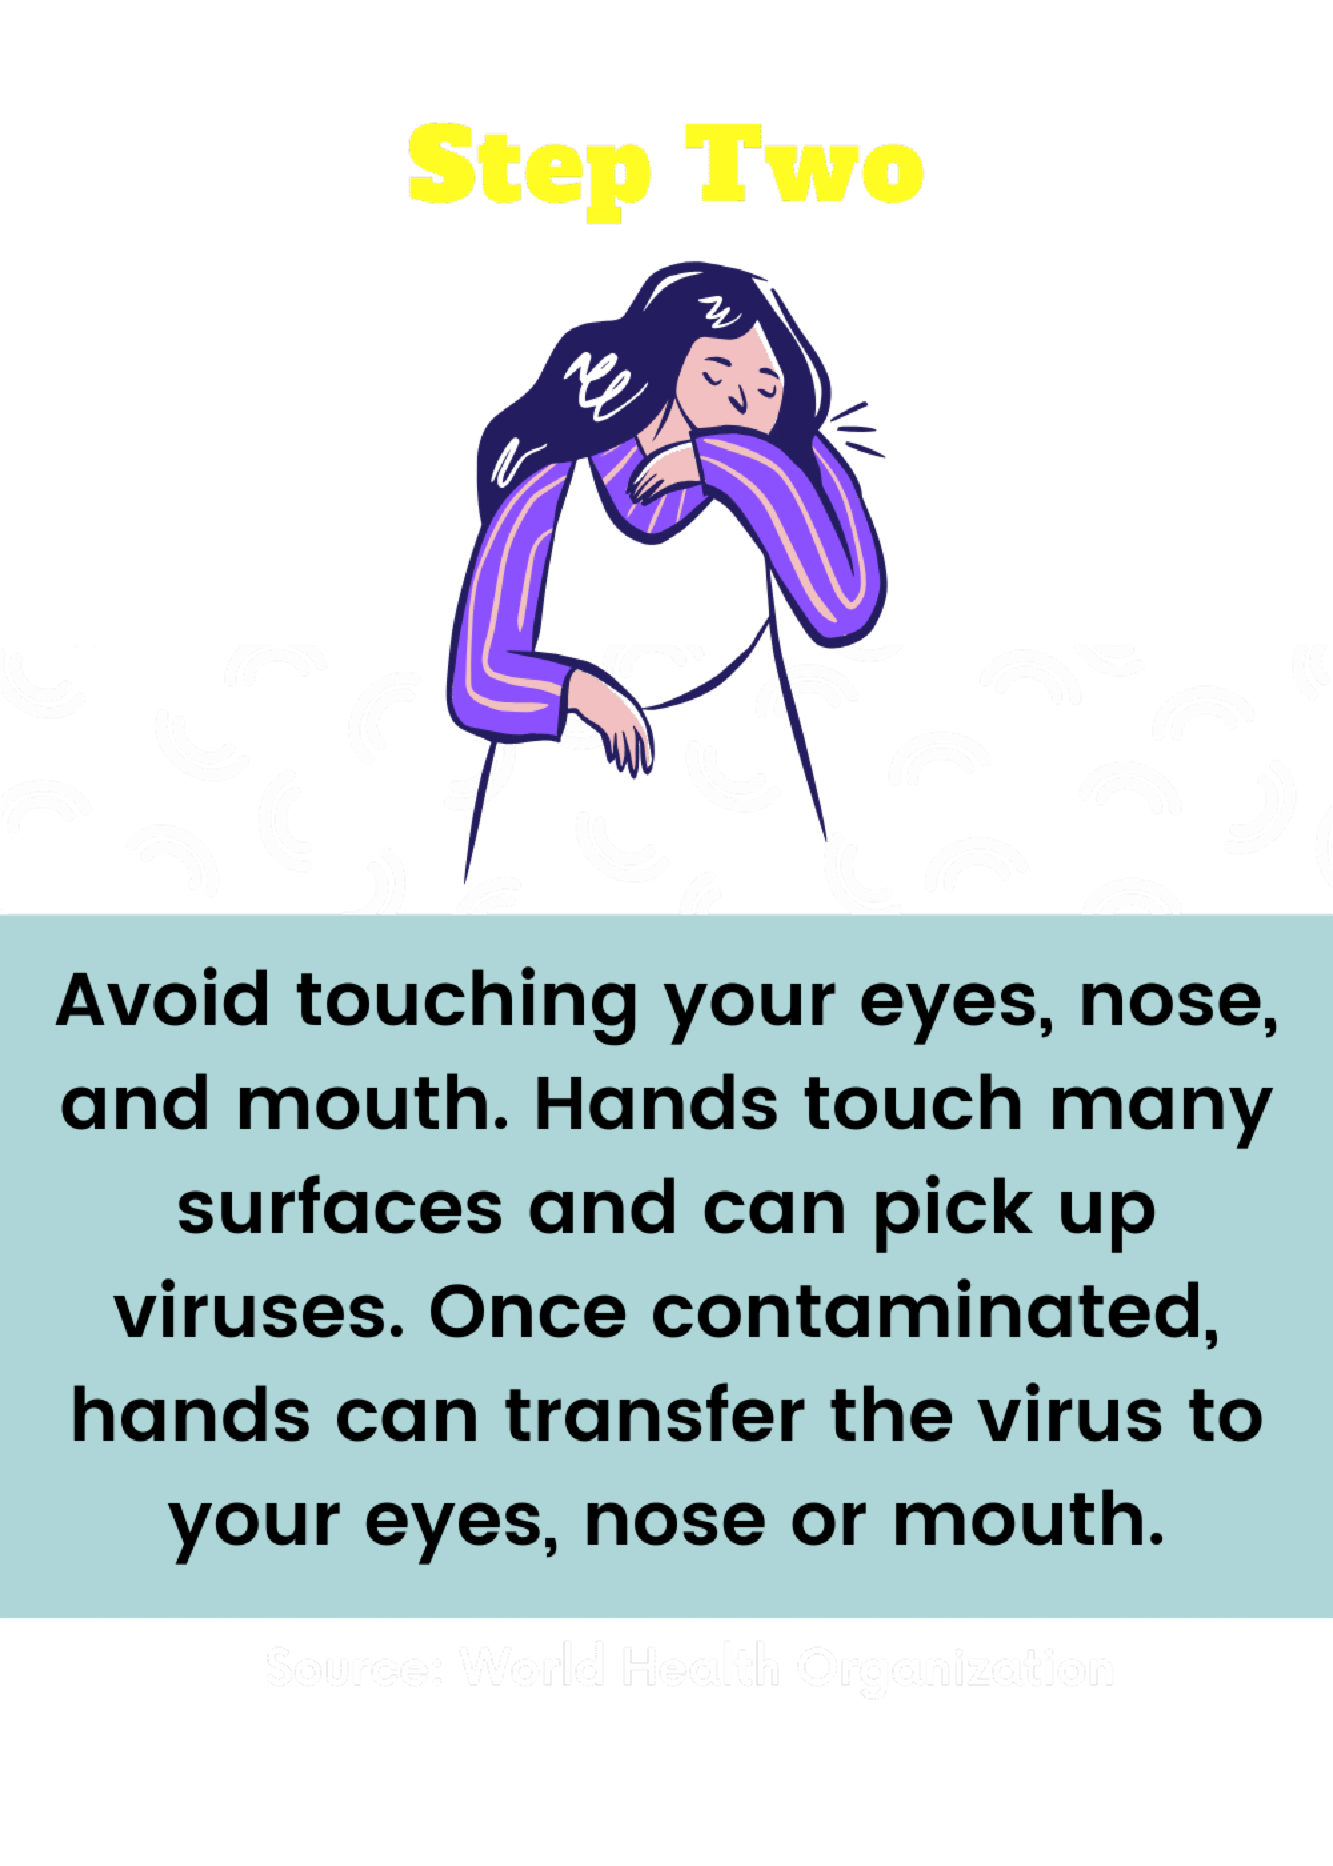 Step Two
Avoid touching your eyes, nose,
and mouth. Hands touch many
surfaces and can pick up
viruses. Once contaminated,
hands can transfer the virus to
your eyes, nose or mouth.
Source: World Health Organization